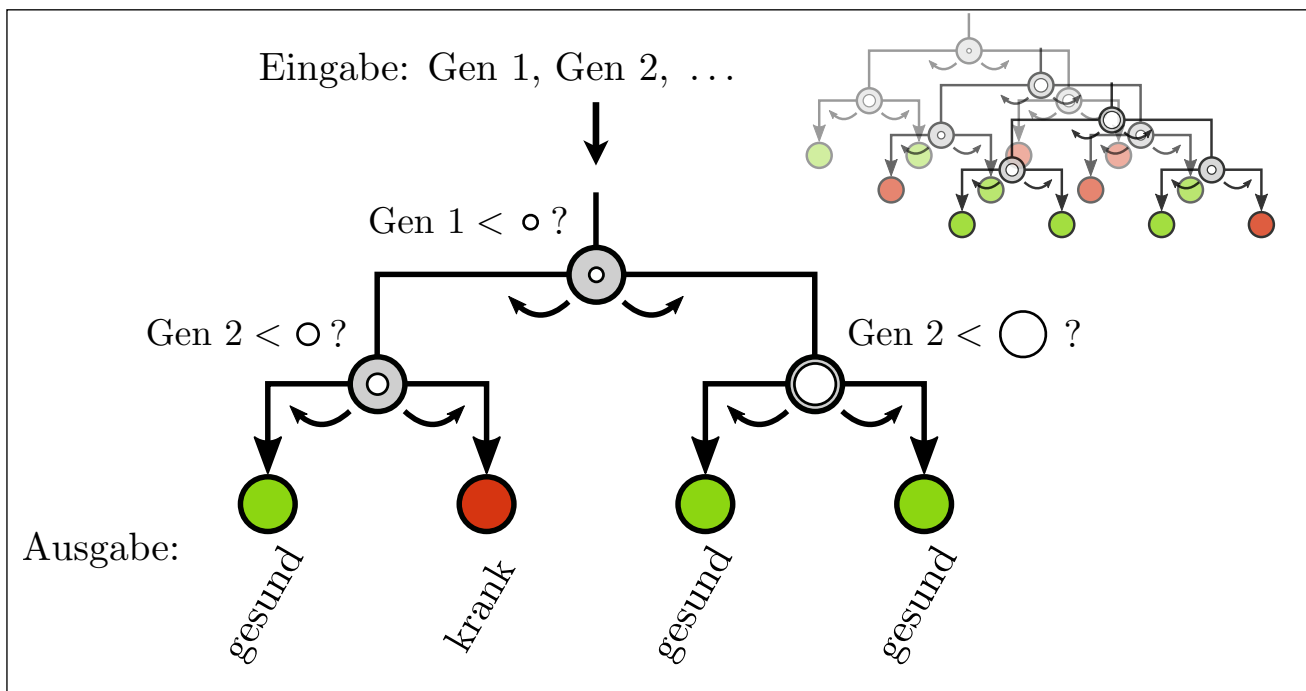 Eingabe: Gen 1, Gen 2, ...
Gen 1 < ○ ?
Gen 2 < ○ ?
Gen 2 < ○ ?
Ausgabe:
gesund
krank
gesund
gesund